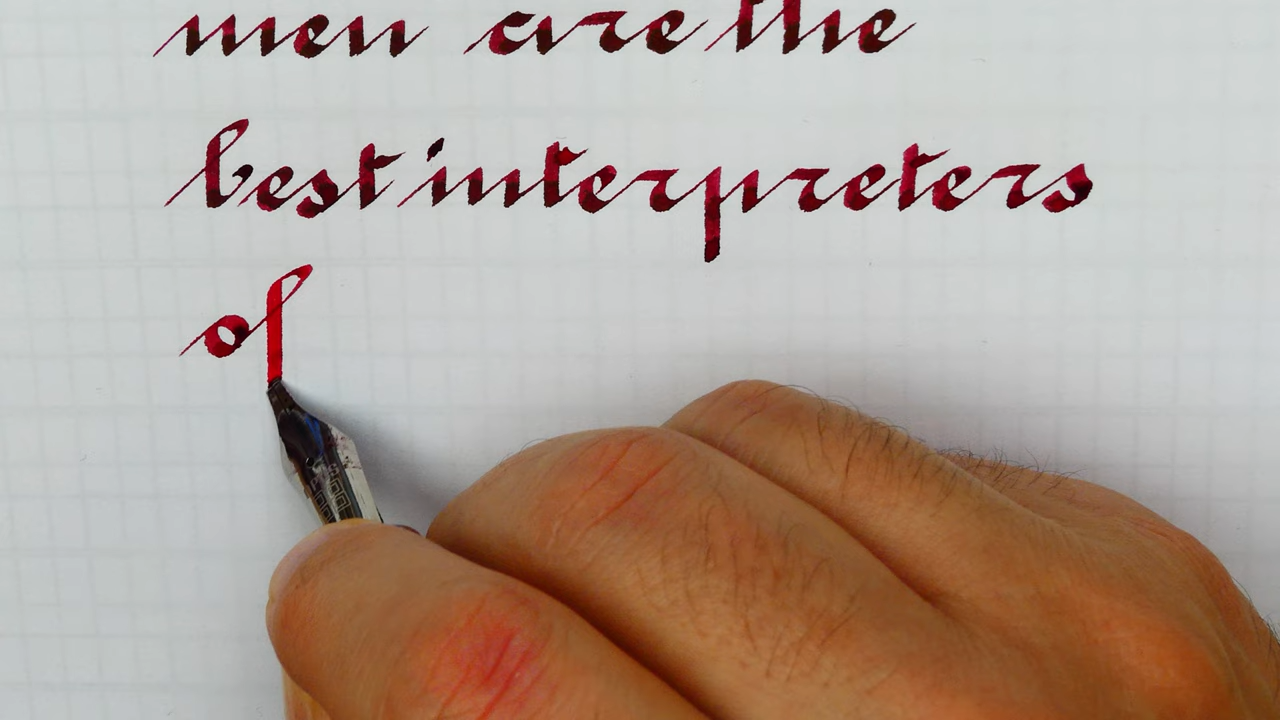 men are the
best interpreters
of